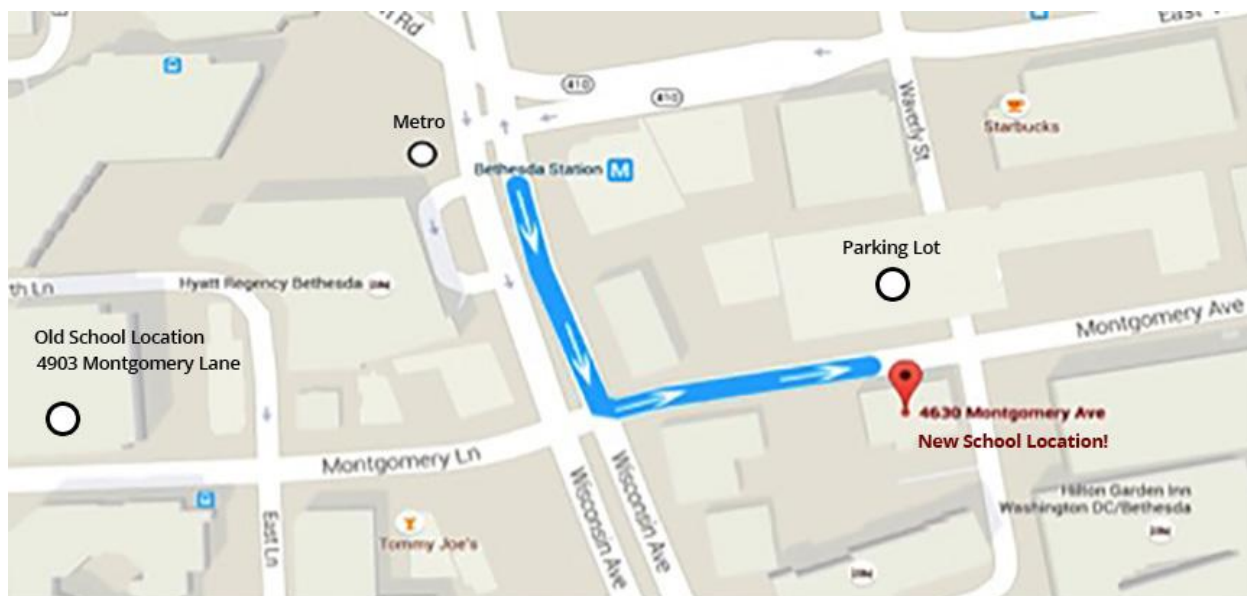 Rd
East
410
410
Waverly St
Starbucks
Metro
Bethesda Station M
Parking Lot
th Ln
Hyatt Regency Bethesda
Montgomery Ave
Old School Location
4903 Montgomery Lane
4630 Montgomery Ave
New School Location!
Montgomery Ln
Wisconsin Ave
Wisconsin Ave
Hilton Garden Inn
Washington DC/Bethesda
East Ln
Tommy Joe's